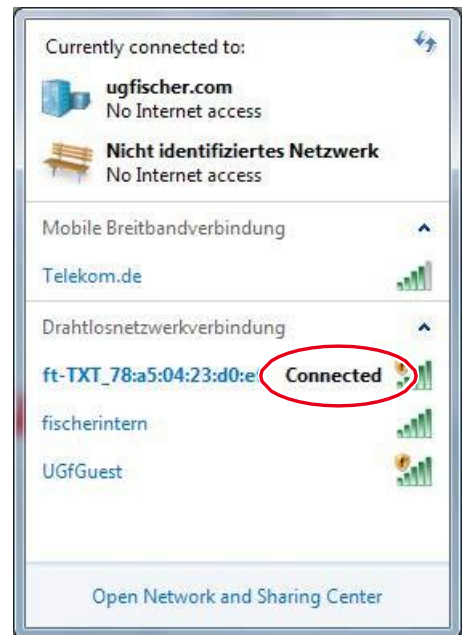 Currently connected to:
ugfischer.com
No Internet access
Nicht identifiziertes Netzwerk
No Internet access
Mobile Breitbandverbindung
Telekom.de
Drahtlosnetzwerkverbindung
ft-TXT_78:a5:04:23:d0:e Connected
fischerintern
UGfGuest
Open Network and Sharing Center